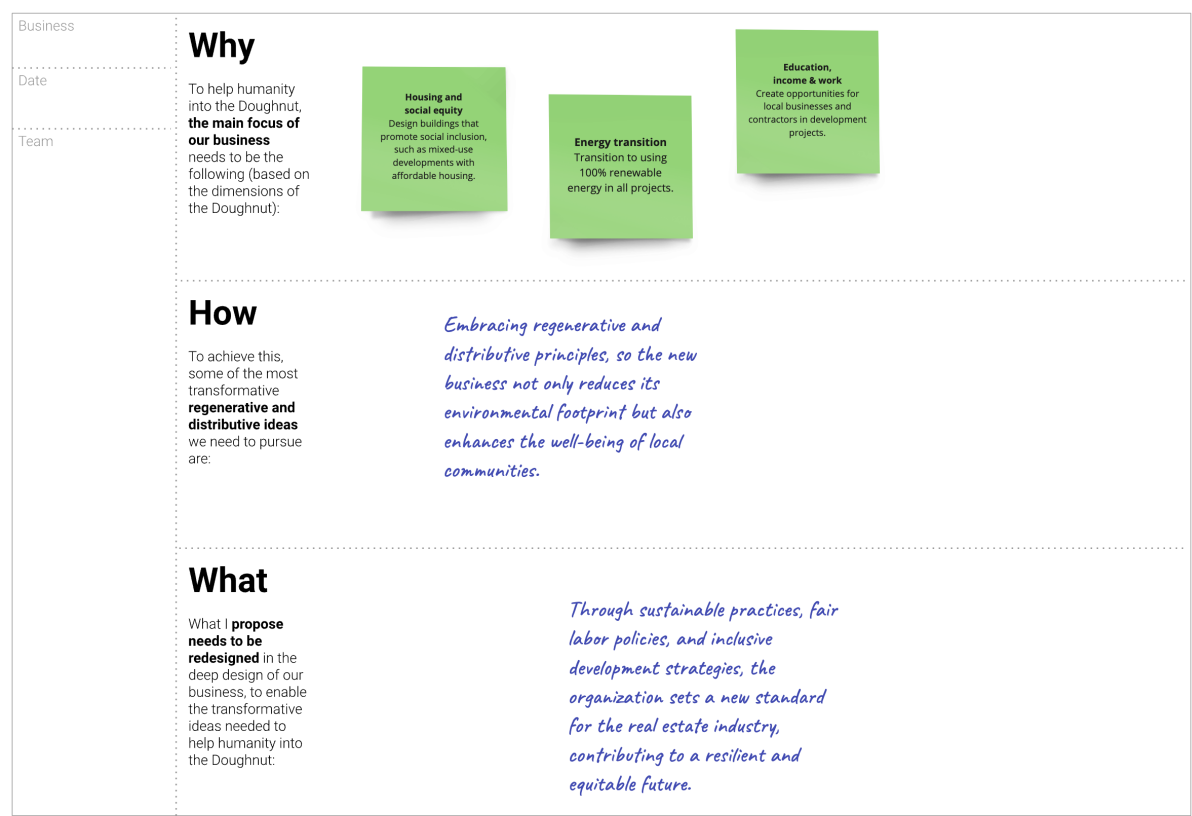 Business
Date
Team
Why
To help humanity
into the Doughnut,
the main focus of
our business
needs to be the
following (based on
the dimensions of
the Doughnut):
Housing and
social equity
Design buildings that
promote social inclusion,
such as mixed-use
developments with
affordable housing.
Energy transition
Transition to using
100% renewable
energy in all projects.
Education,
income & work
Create opportunities for
local businesses and
contractors in development
projects.
How
To achieve this,
some of the most
transformative
regenerative and
distributive ideas
we need to pursue
are:
Embracing regenerative and
distributive principles, so the new
business not only reduces its
environmental footprint but also
enhances the well-being of local
communities.
What
What I propose
needs to be
redesigned in the
deep design of our
business, to enable
the transformative
ideas needed to
help humanity into
the Doughnut:
Through sustainable practices, fair
labor policies, and inclusive
development strategies, the
organization sets a new standard
for the real estate industry,
contributing to a resilient and
equitable future.